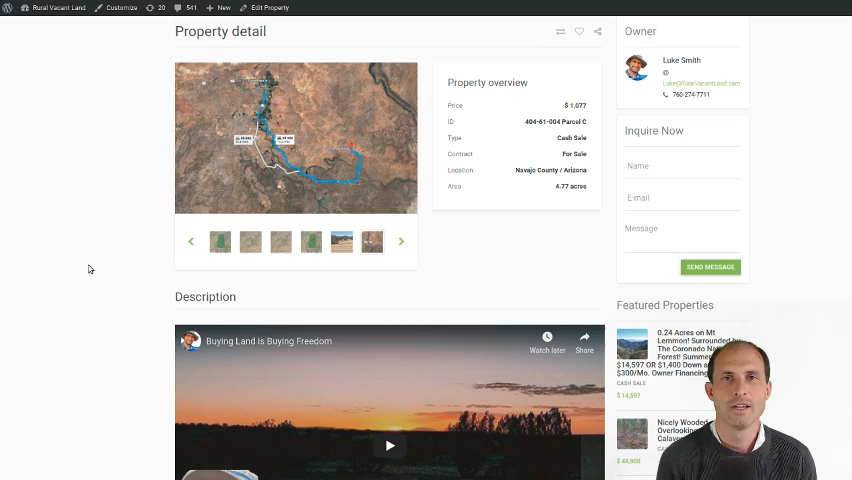 Rural Vacant Land Customize 20 541 New Edit Property
Property detail
Property overview
Price $ 1,077
ID 404-61-004 Parcel C
Type Cash Sale
Contract For Sale
Location Navajo County / Arizona
Area 4.77 acres
Description
Buying Land is Buying Freedom
Watch later Share
Owner
Luke Smith
@
Luke@RuralVacantLand.com
760-274-7711
Inquire Now
Name
E-mail
Message
SEND MESSAGE
Featured Properties
0.24 Acres on Mt
Lemmon! Surrounded by
The Coronado Nat
Forest! Summer
$14,597 OR $1,400 Down a
$300/Mo. Owner Financing
CASH SALE
$ 14,597
Nicely Wooded
Overlooking
Calave
$ 48,900